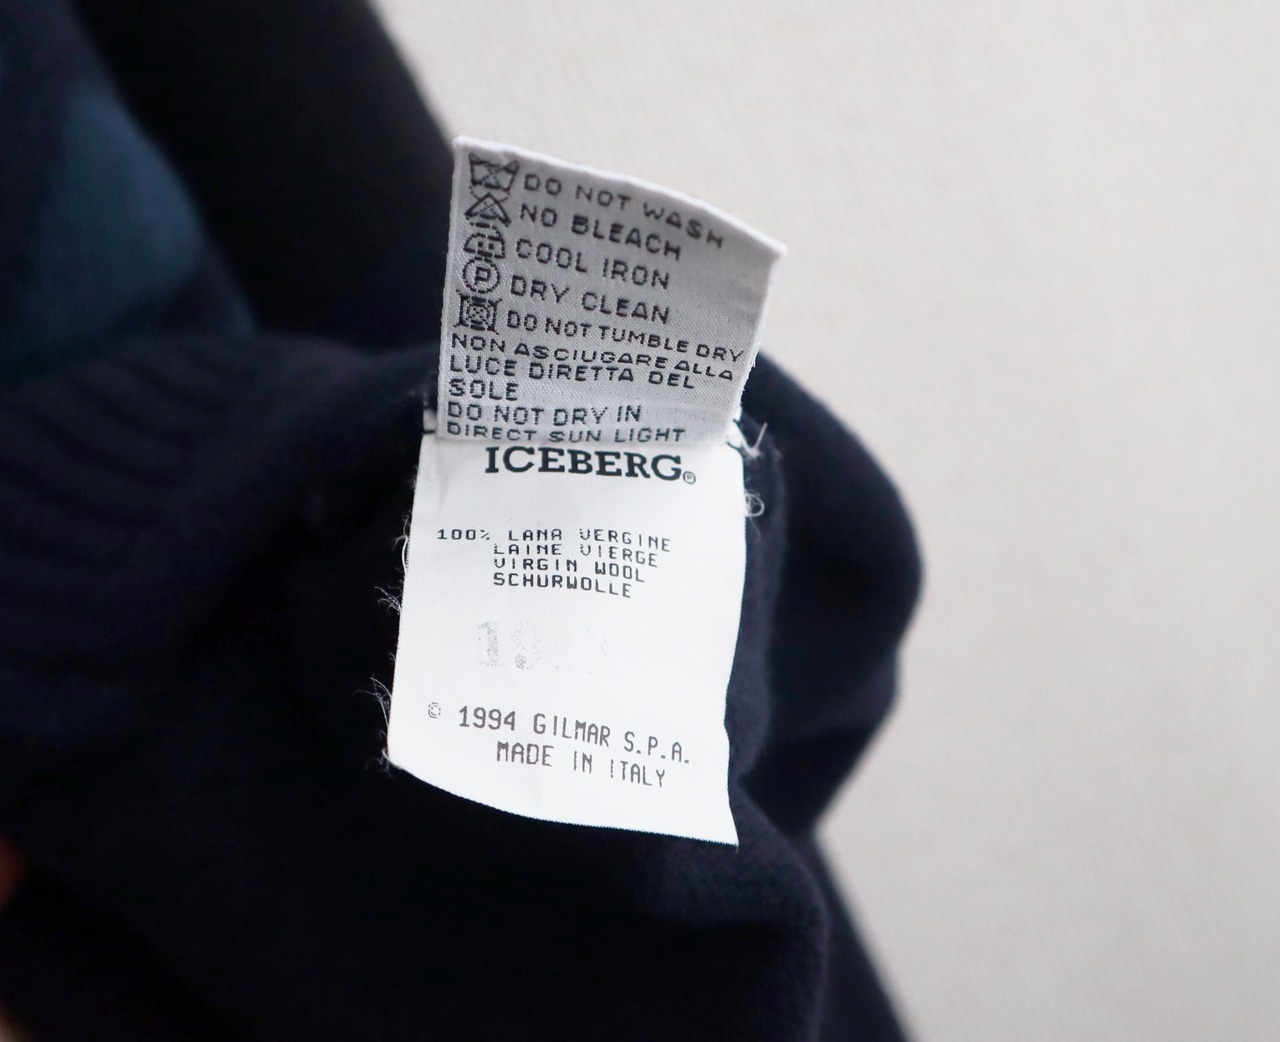 DO NOT WASH
NO BLEACH
COOL IRON
P DRY CLEAN
DO NOT TUMBLE DRY
NON ASCIUGARE ALLA
LUCE DIRETTA DEL
SOLE
DO NOT DRY IN
DIRECT SUN LIGHT
ICEBERG®
100% LANA VERGINE
LAINE VIERGE
VIRGIN WOOL
SCHURWOLLE
© 1994 GILMAR S.P.A.
MADE IN ITALY